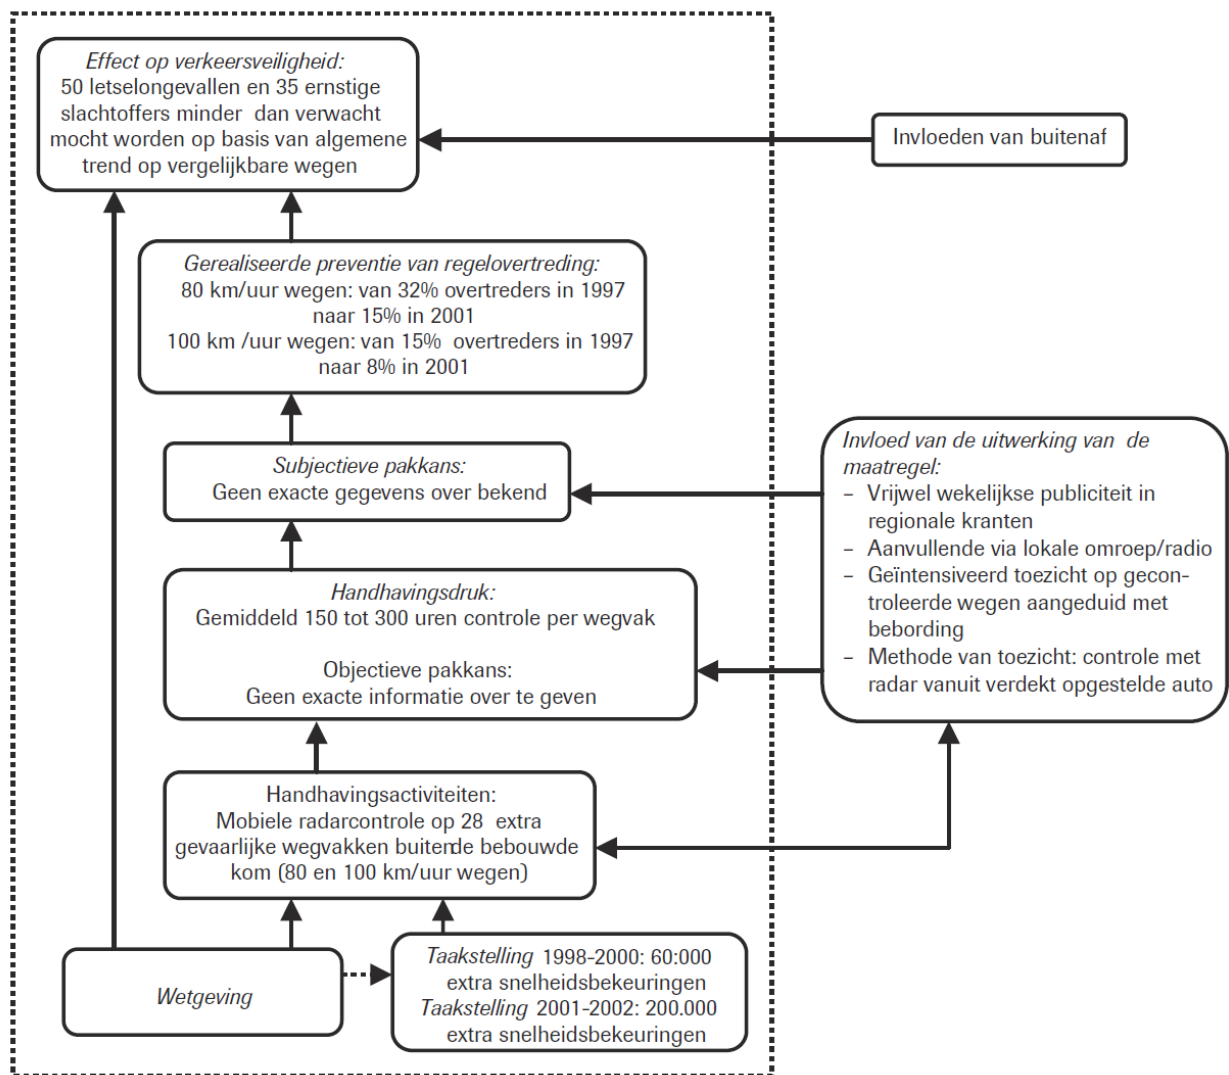 Effect op verkeersveiligheid:
50 letselongevallen en 35 ernstige
slachtoffers minder dan verwacht
mocht worden op basis van algemene
trend op vergelijkbare wegen
Invloeden van buitenaf
Gerealiseerde preventie van regelovertreding:
80 km/uur wegen: van 32% overtreders in 1997
naar 15% in 2001
100 km /uur wegen: van 15% overtreders in 1997
naar 8% in 2001
Subjectieve pakkans:
Geen exacte gegevens over bekend
Invloed van de uitwerking van de
maatregel:
– Vrijwel wekelijkse publiciteit in
regionale kranten
– Aanvullende via lokale omroep/radio
– Geïntensiveerd toezicht op gecon-
troleerde wegen aangeduid met
bebording
– Methode van toezicht: controle met
radar vanuit verdekt opgestelde auto
Handhavingsdruk:
Gemiddeld 150 tot 300 uren controle per wegvak
Objectieve pakkans:
Geen exacte informatie over te geven
Handhavingsactiviteiten:
Mobiele radarcontrole op 28 extra
gevaarlijke wegvakken buitende bebouwde
kom (80 en 100 km/uur wegen)
Wetgeving
Taakstelling 1998-2000: 60:000
extra snelheidsbekeuringen
Taakstelling 2001-2002: 200.000
extra snelheidsbekeuringen